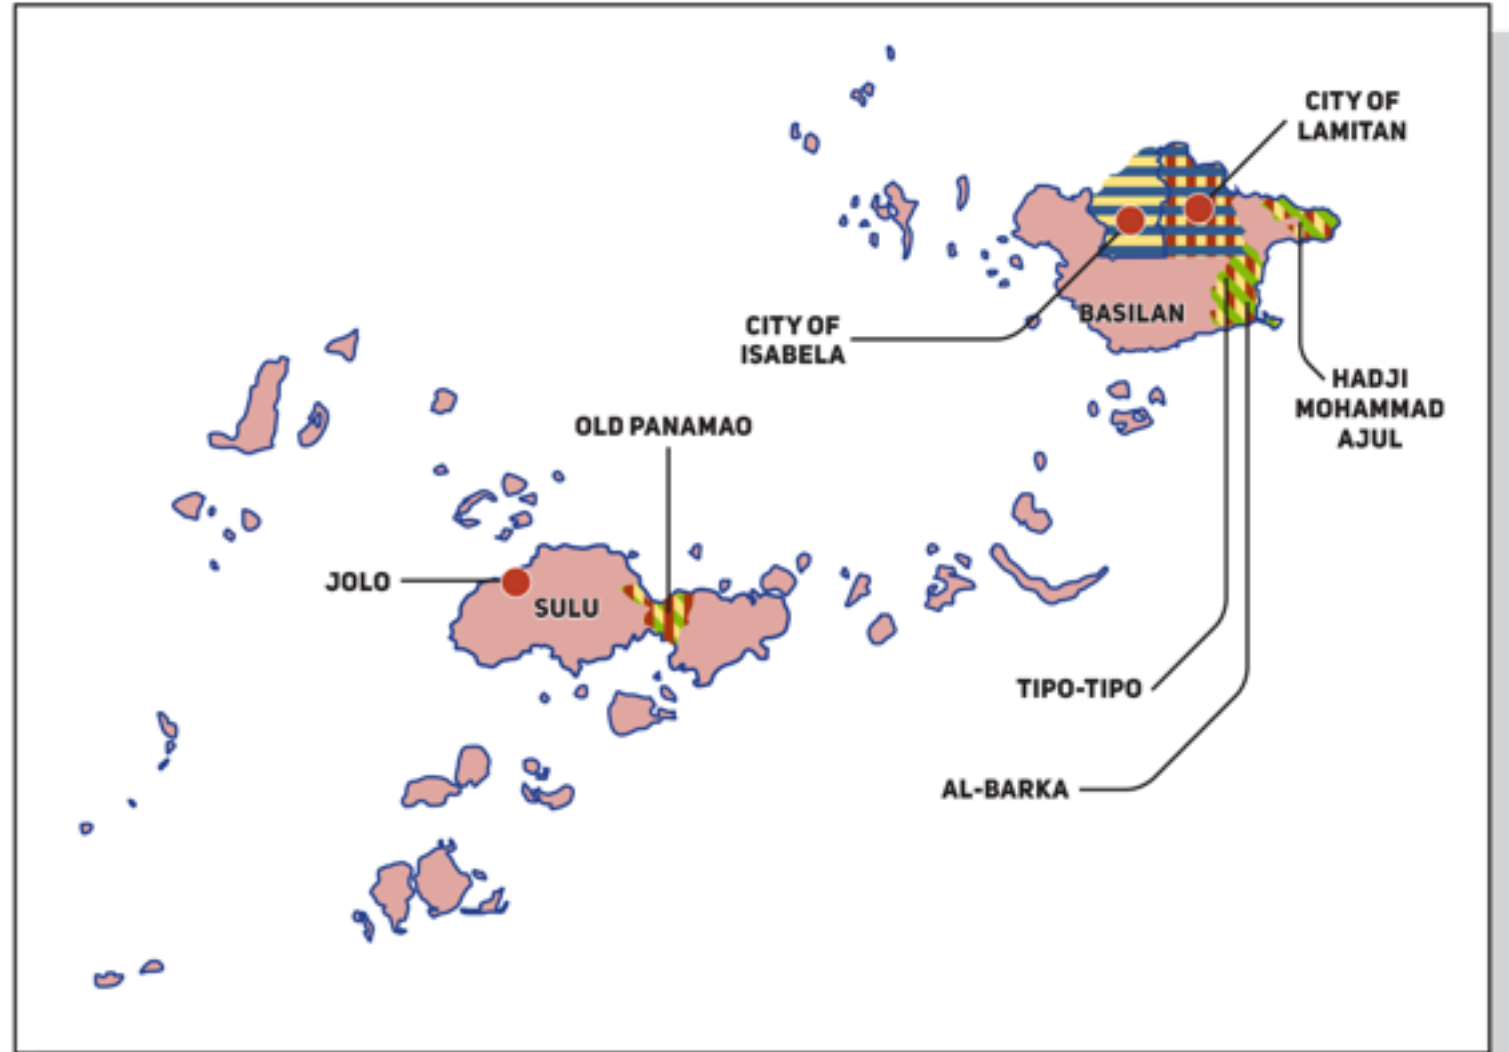 CITY OF
LAMITAN
CITY OF
ISABELA
BASILAN
HADJI
MOHAMMAD
AJUL
OLD PANAMAO
JOLO
SULU
TIPO-TIPO
AL-BARKA